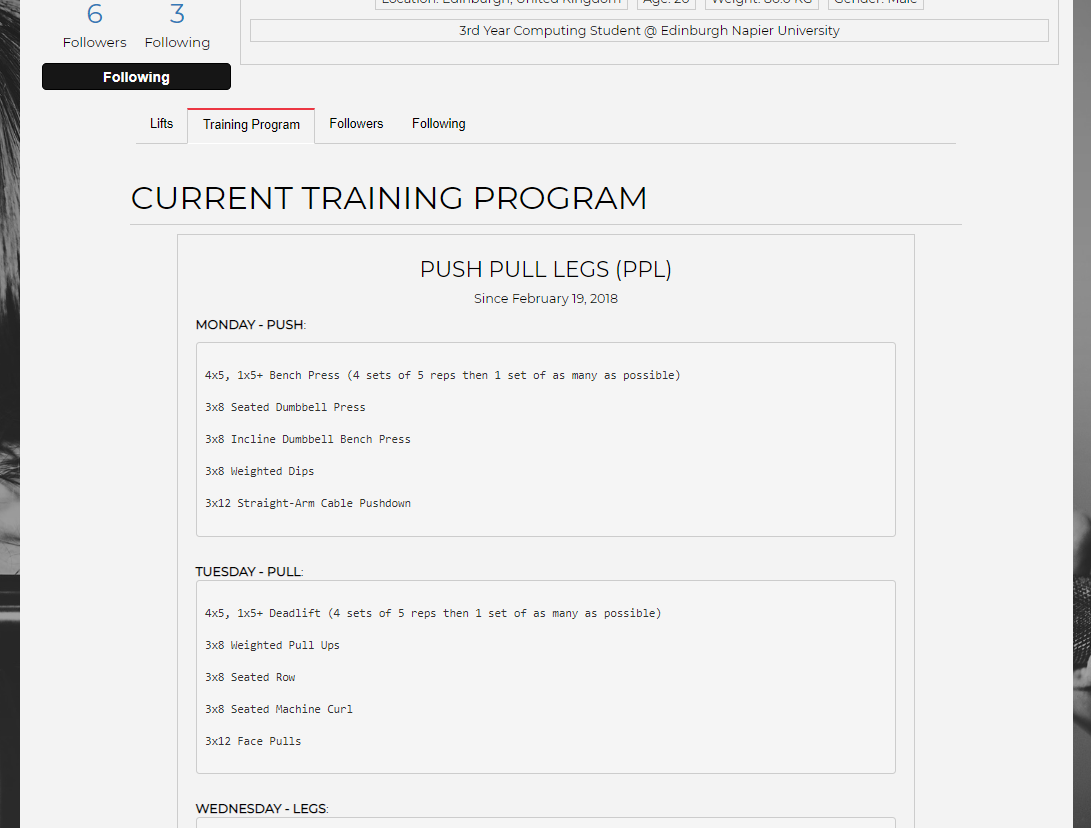 Location: Edinburgh, United Kingdom Age: 20 Weight: 80.0 KG Gender: Male
6 3
Followers Following
3rd Year Computing Student @ Edinburgh Napier University
Following
Lifts Training Program Followers Following
CURRENT TRAINING PROGRAM
PUSH PULL LEGS (PPL)
Since February 19, 2018
MONDAY - PUSH:
4x5, 1x5+ Bench Press (4 sets of 5 reps then 1 set of as many as possible)
3x8 Seated Dumbbell Press
3x8 Incline Dumbbell Bench Press
3x8 Weighted Dips
3x12 Straight-Arm Cable Pushdown
TUESDAY - PULL:
4x5, 1x5+ Deadlift (4 sets of 5 reps then 1 set of as many as possible)
3x8 Weighted Pull Ups
3x8 Seated Row
3x8 Seated Machine Curl
3x12 Face Pulls
WEDNESDAY - LEGS: